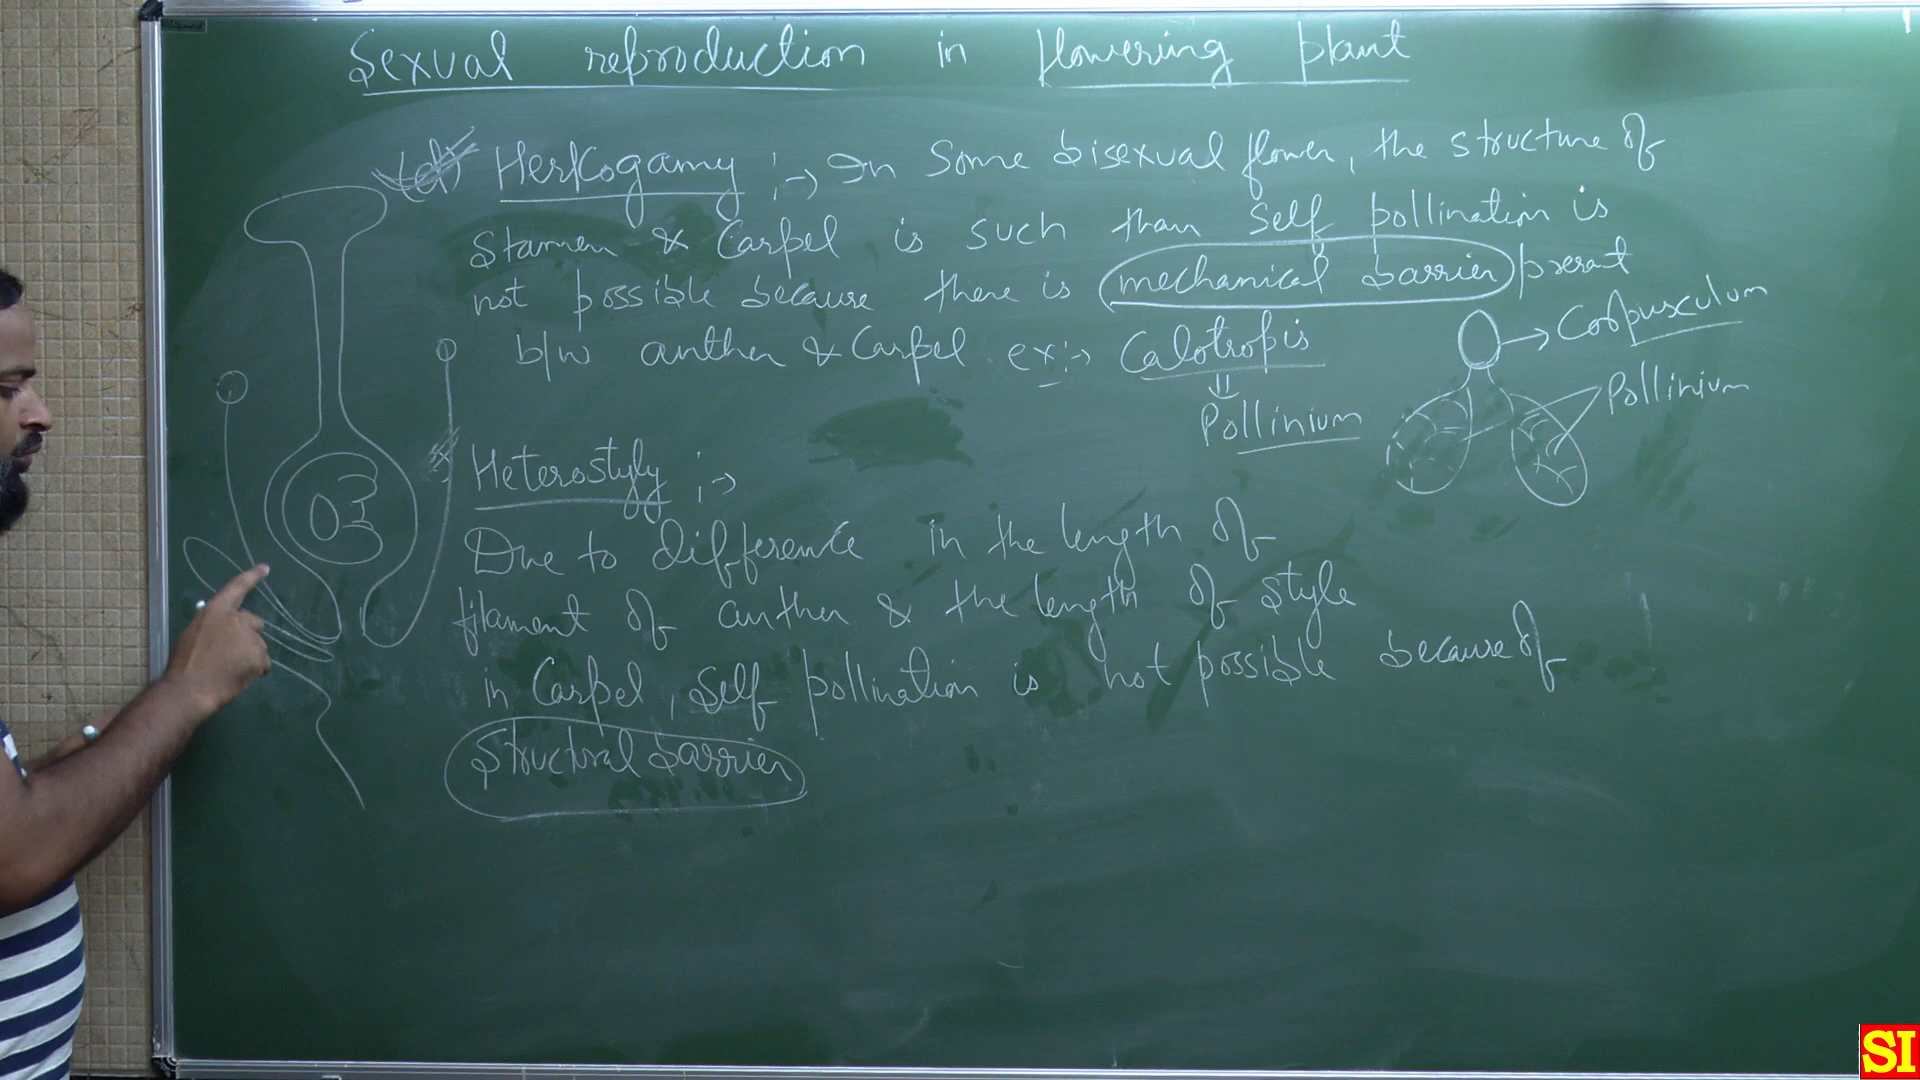 Sexual reproduction in flowering plant
(d) Herkogamy :→ In some bisexual flower, the structure of
stamen & Carpel is such than self pollination is
not possible because there is mechanical barrier present
b/w anther & Carpel. ex:→ Calotropis
Pollinium
Corpusculum
Pollinium
Heterostyly :→
Due to difference in the length of
filament of anther & the length of style
in Carpel, self pollination is not possible because of
Structural barrier
SI